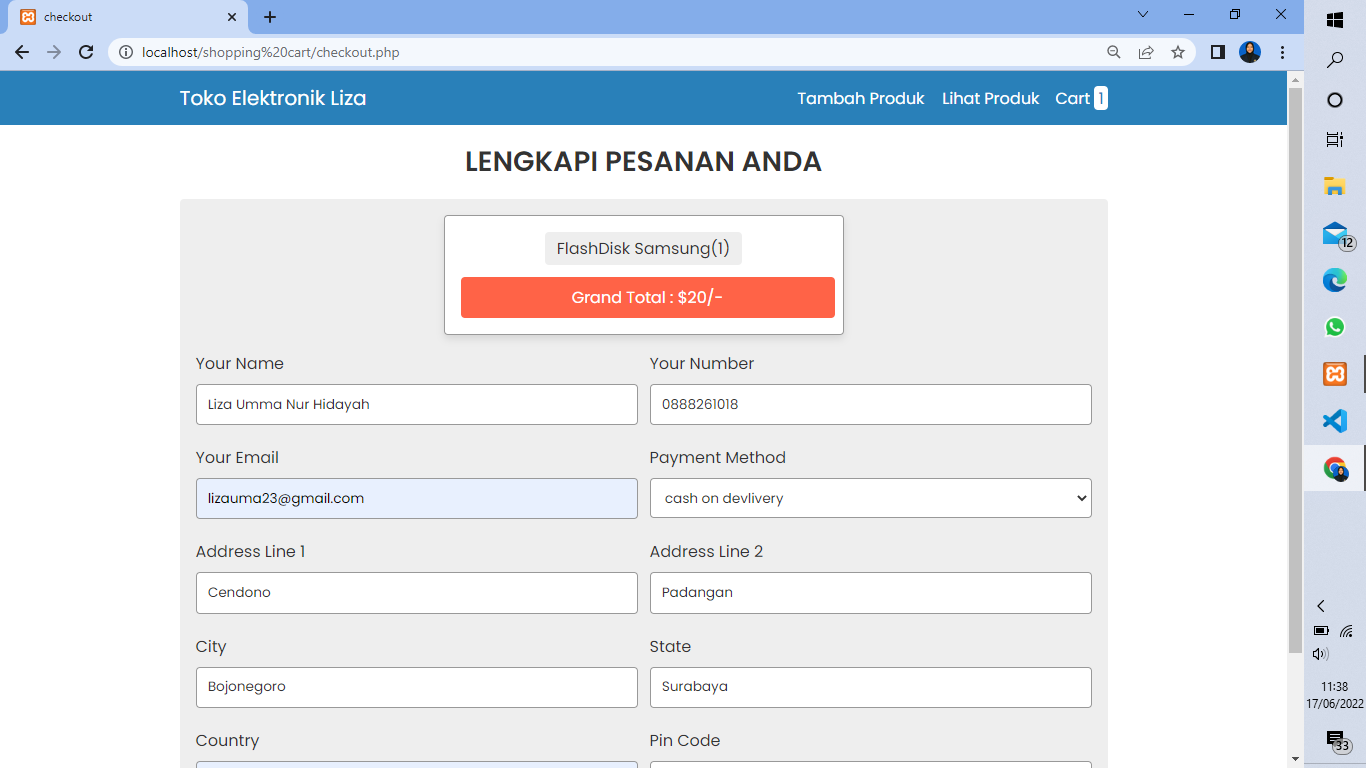 checkout
localhost/shopping%20cart/checkout.php
Toko Elektronik Liza
Tambah Produk Lihat Produk Cart 1
LENGKAPI PESANAN ANDA
FlashDisk Samsung(1)
Grand Total : $20/-
Your Name Your Number
Liza Umma Nur Hidayah 0888261018
Your Email Payment Method
lizauma23@gmail.com cash on devlivery
Address Line 1 Address Line 2
Cendono Padangan
City State
Bojonegoro Surabaya
Country Pin Code
12
11:38
17/06/2022
33